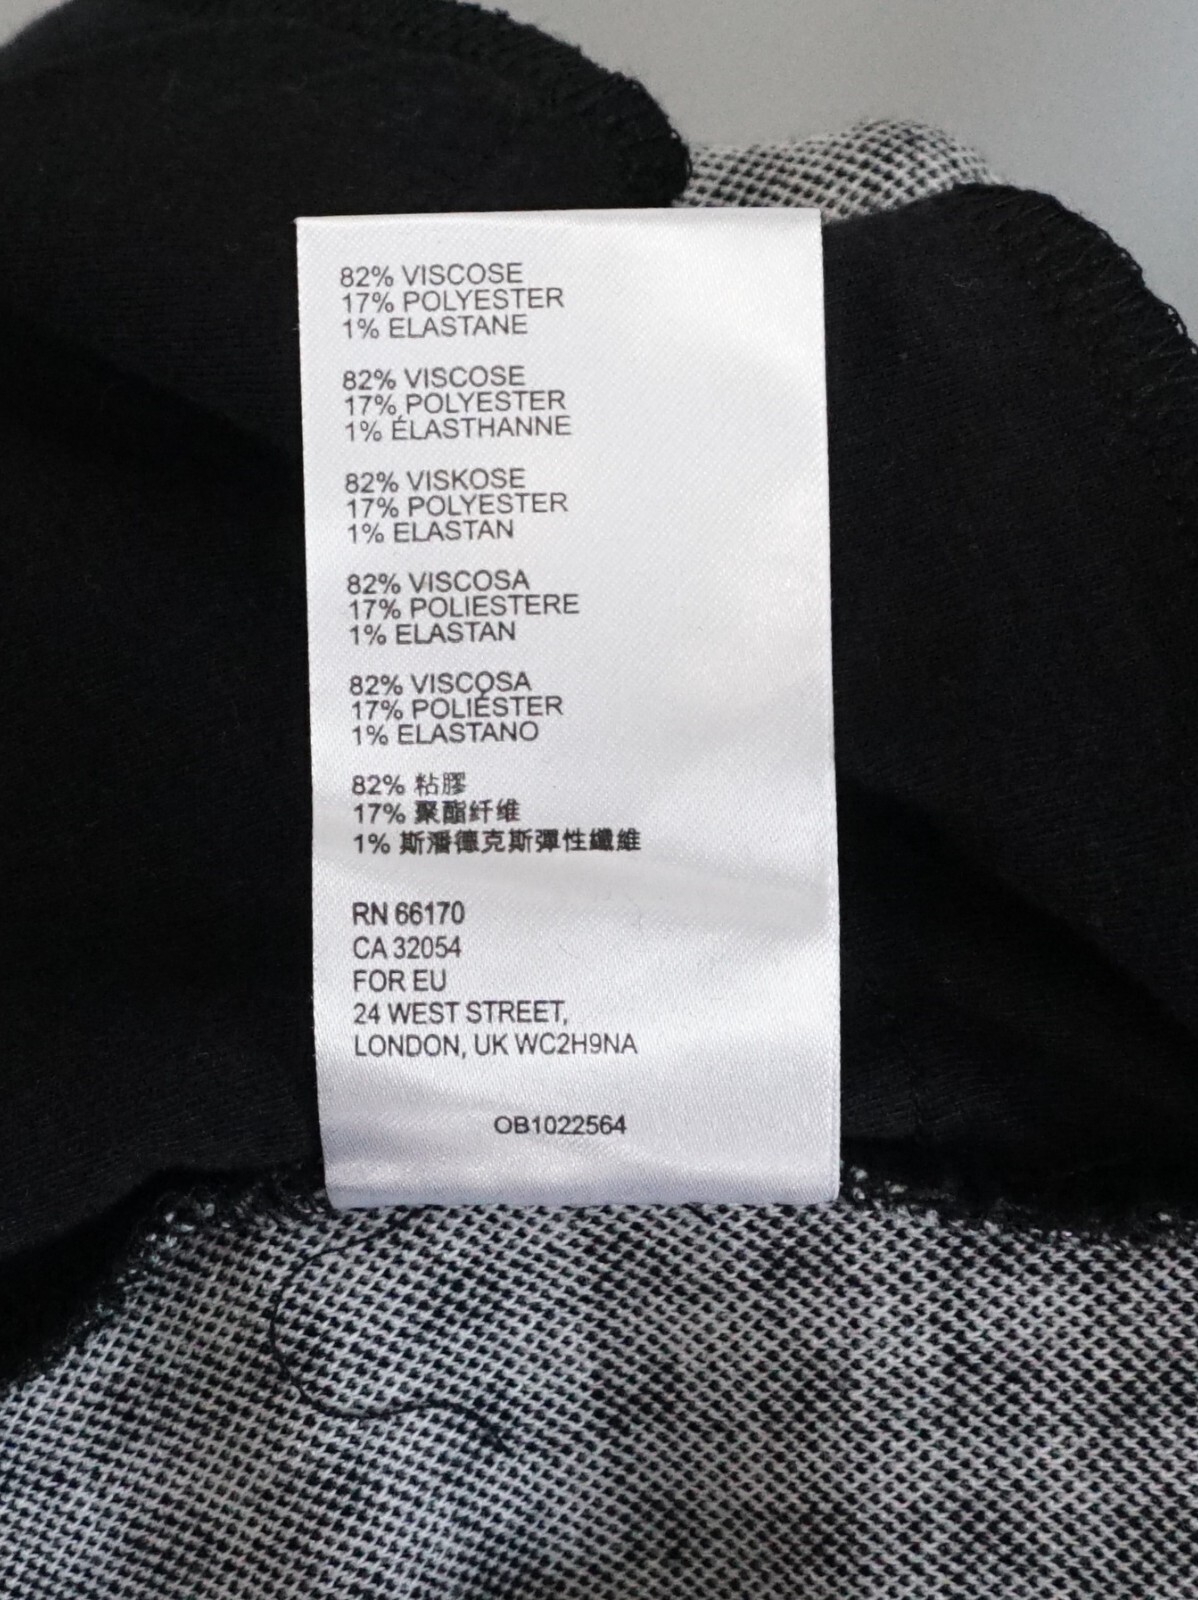 82% VISCOSE
17% POLYESTER
1% ELASTANE
82% VISCOSE
17% POLYESTER
1% ÉLASTHANNE
82% VISKOSE
17% POLYESTER
1% ELASTAN
82% VISCOSA
17% POLIESTERE
1% ELASTAN
82% VISCOSA
17% POLIÉSTER
1% ELASTANO
82% 粘膠
17% 聚酯纤维
1% 斯潘德克斯彈性纖維
RN 66170
CA 32054
FOR EU
24 WEST STREET,
LONDON, UK WC2H9NA
OB1022564